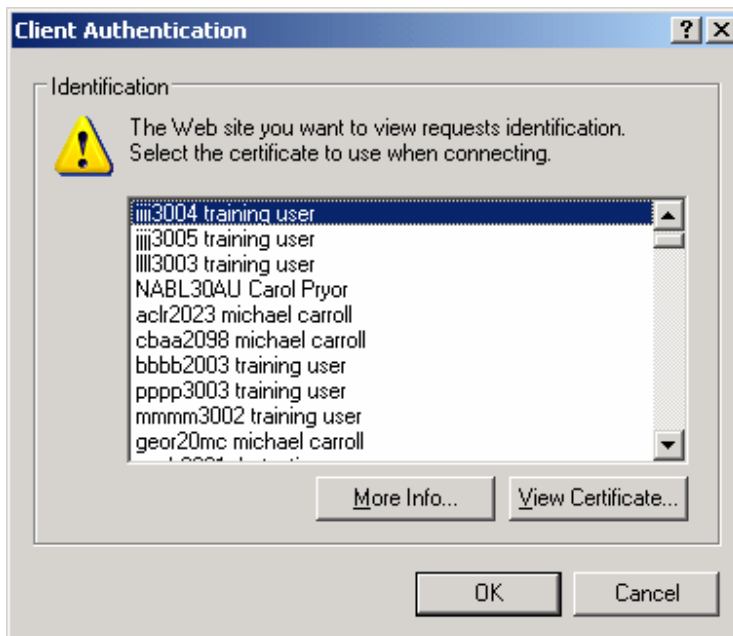 Client Authentication
Identification
The Web site you want to view requests identification.
Select the certificate to use when connecting.
iiii3004 training user
jjjj3005 training user
llll3003 training user
NABL30AU Carol Pryor
aclr2023 michael carroll
cbaa2098 michael carroll
bbbb2003 training user
pppp3003 training user
mmmm3002 training user
geor20mc michael carroll
More Info...
View Certificate...
OK
Cancel